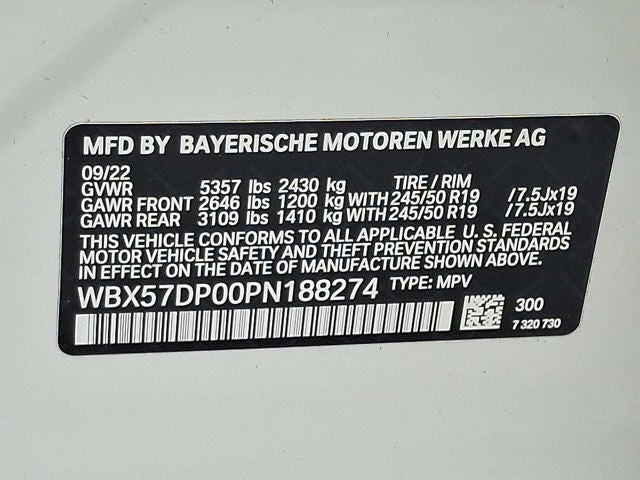 MFD BY BAYERISCHE MOTOREN WERKE AG
09/22
GVWR 5357 lbs 2430 kg TIRE / RIM
GAWR FRONT 2646 lbs 1200 kg WITH 245/50 R19 /7.5Jx19
GAWR REAR 3109 lbs 1410 kg WITH 245/50 R19 /7.5Jx19
THIS VEHICLE CONFORMS TO ALL APPLICABLE U. S. FEDERAL
MOTOR VEHICLE SAFETY AND THEFT PREVENTION STANDARDS
IN EFFECT ON THE DATE OF MANUFACTURE SHOWN ABOVE.
WBX57DP00PN188274 TYPE: MPV
300
7 320 730